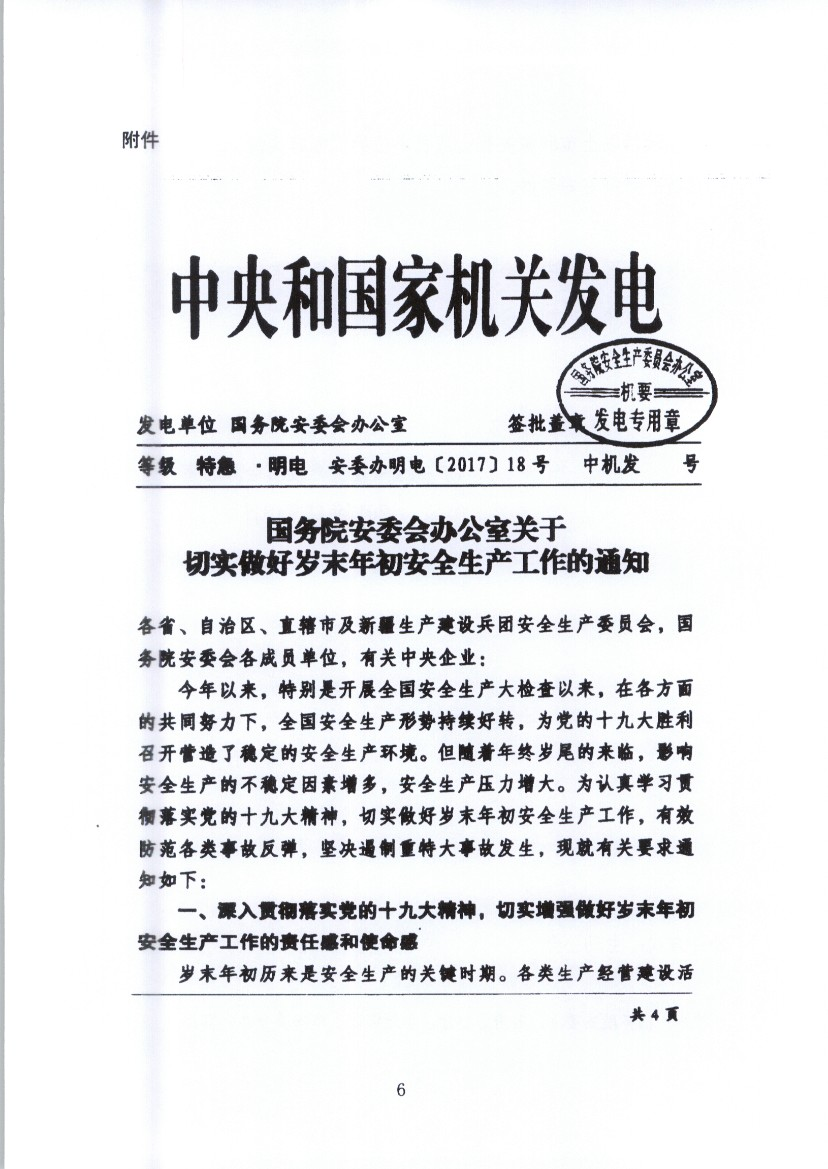 附件
中央和国家机关发电
国务院安全生产委员会办公室
机要
发电专用章
发电单位 国务院安委会办公室 签批盖章
等级 特急·明电 安委办明电〔2017〕18号 中机发 号
国务院安委会办公室关于
切实做好岁末年初安全生产工作的通知
各省、自治区、直辖市及新疆生产建设兵团安全生产委员会，国
务院安委会各成员单位，有关中央企业：
今年以来，特别是开展全国安全生产大检查以来，在各方面
的共同努力下，全国安全生产形势持续好转，为党的十九大胜利
召开营造了稳定的安全生产环境。但随着年终岁尾的来临，影响
安全生产的不稳定因素增多，安全生产压力增大。为认真学习贯
彻落实党的十九大精神，切实做好岁末年初安全生产工作，有效
防范各类事故反弹，坚决遏制重特大事故发生，现就有关要求通
知如下：
一、深入贯彻落实党的十九大精神，切实增强做好岁末年初
安全生产工作的责任感和使命感
岁末年初历来是安全生产的关键时期。各类生产经营建设活
共4页
6